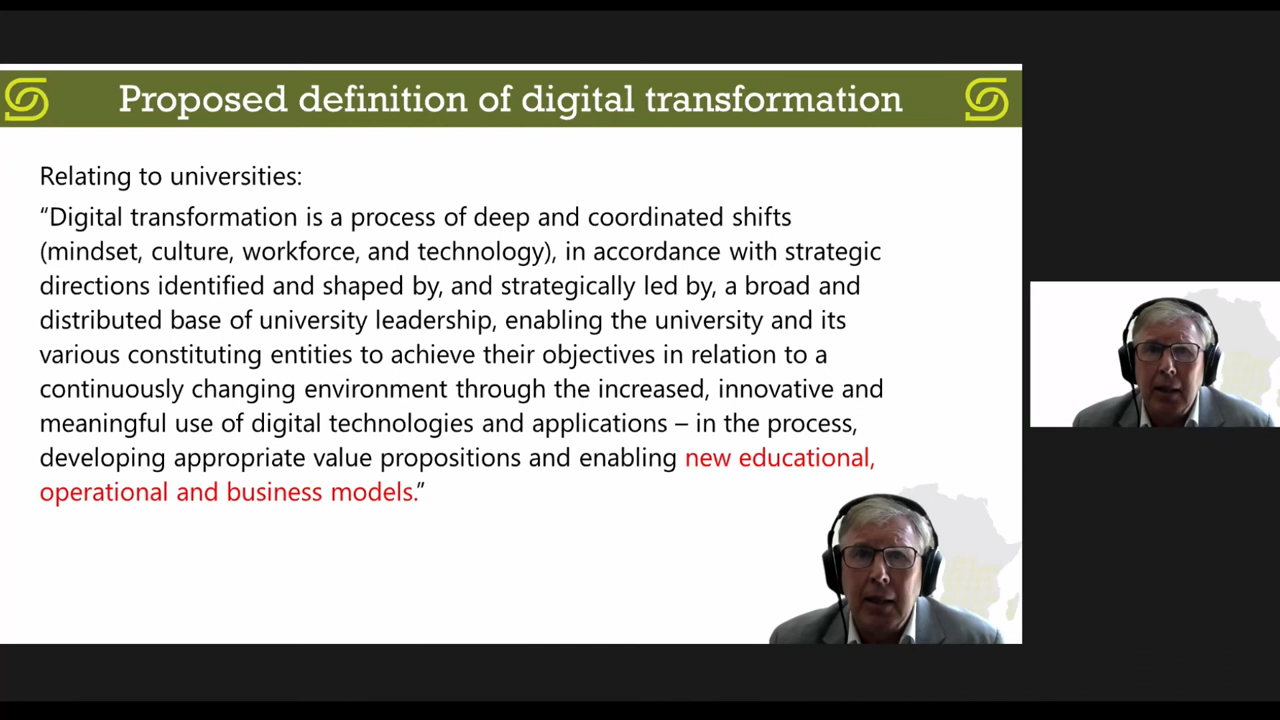 Proposed definition of digital transformation
Relating to universities:
“Digital transformation is a process of deep and coordinated shifts
(mindset, culture, workforce, and technology), in accordance with strategic
directions identified and shaped by, and strategically led by, a broad and
distributed base of university leadership, enabling the university and its
various constituting entities to achieve their objectives in relation to a
continuously changing environment through the increased, innovative and
meaningful use of digital technologies and applications – in the process,
developing appropriate value propositions and enabling new educational,
operational and business models.”